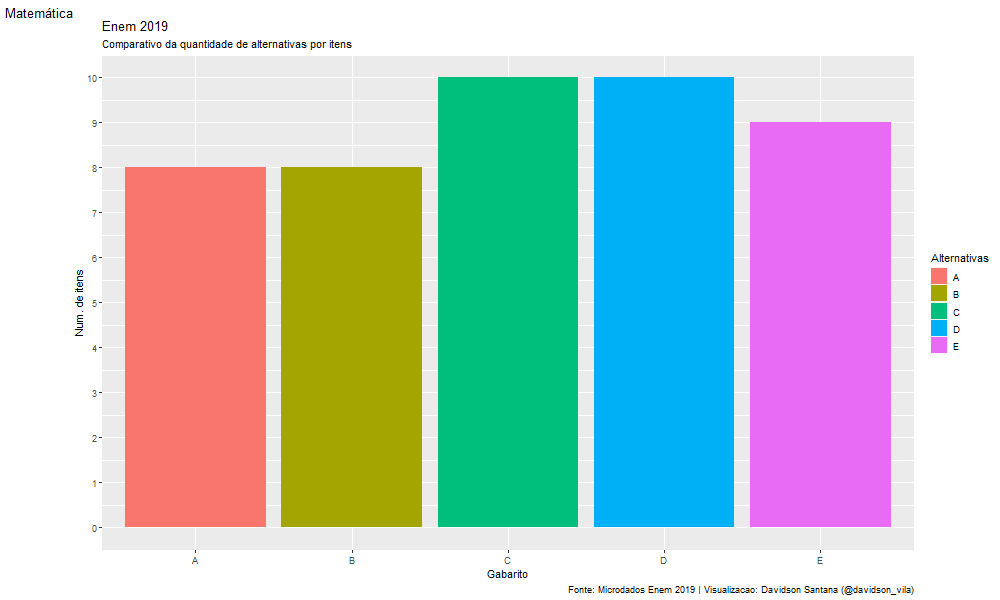 Matemática
Enem 2019
Comparativo da quantidade de alternativas por itens
10
9
8
7
6
5
4
3
2
1
0
Num. de itens
A
B
C
D
E
Gabarito
Alternativas
A
B
C
D
E
Fonte: Microdados Enem 2019 | Visualizacao: Davidson Santana (@davidson_vila)